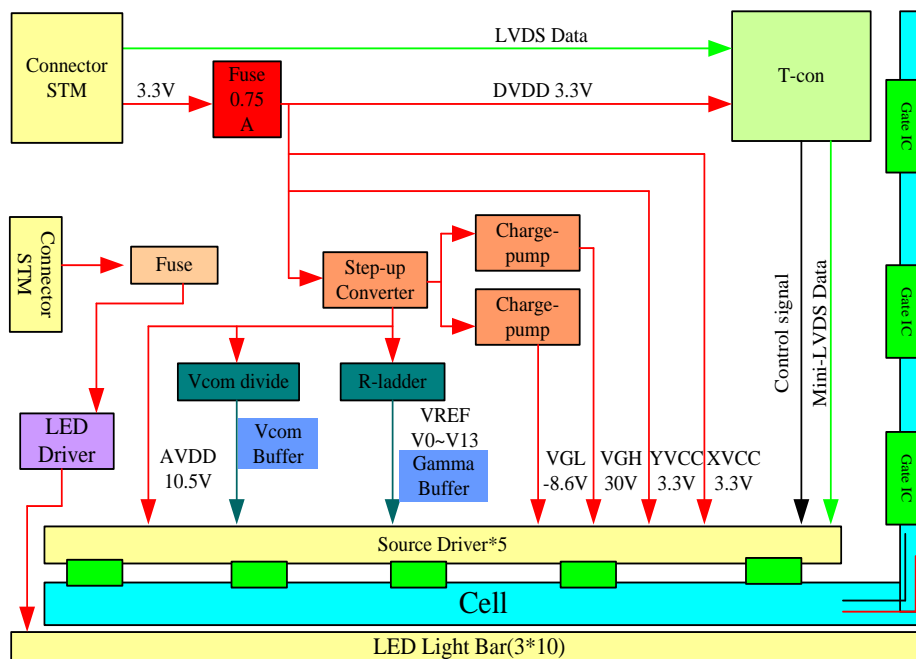 LVDS Data
Connector
STM
3.3V
Fuse
0.75
A
DVDD 3.3V
T-con
Gate IC
Connector
STM
Fuse
Step-up
Converter
Charge-
pump
Charge-
pump
Control signal
Mini-LVDS Data
Gate IC
Vcom divide
R-ladder
LED
Driver
AVDD
10.5V
Vcom
Buffer
VREF
V0~V13
Gamma
Buffer
VGL
-8.6V
VGH
30V
YVCC
3.3V
XVCC
3.3V
Gate IC
Source Driver*5
Cell
LED Light Bar(3*10)